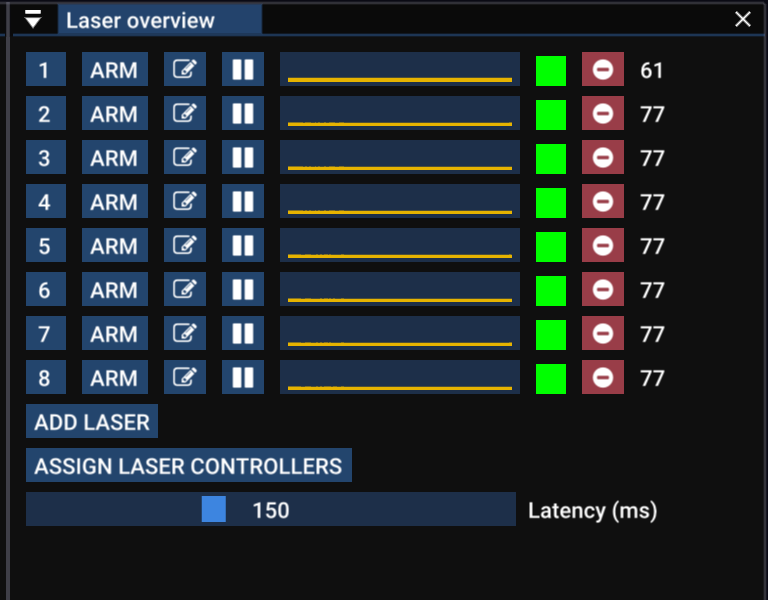 Laser overview
1 ARM 61
2 ARM 77
3 ARM 77
4 ARM 77
5 ARM 77
6 ARM 77
7 ARM 77
8 ARM 77
ADD LASER
ASSIGN LASER CONTROLLERS
150 Latency (ms)